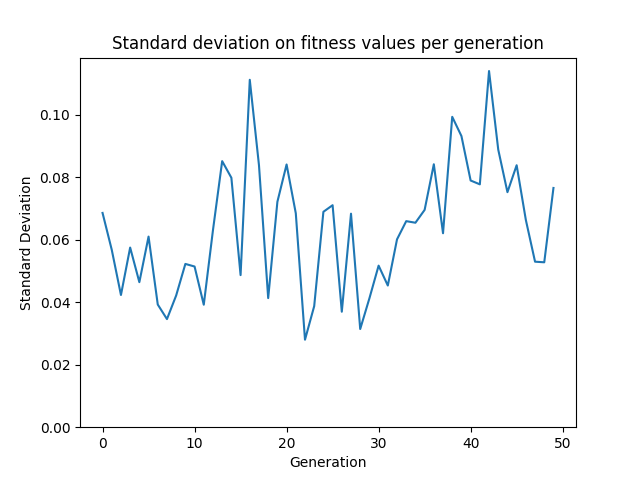 Standard deviation on fitness values per generation
Standard Deviation
0.10
0.08
0.06
0.04
0.02
0.00
0 10 20 30 40 50
Generation